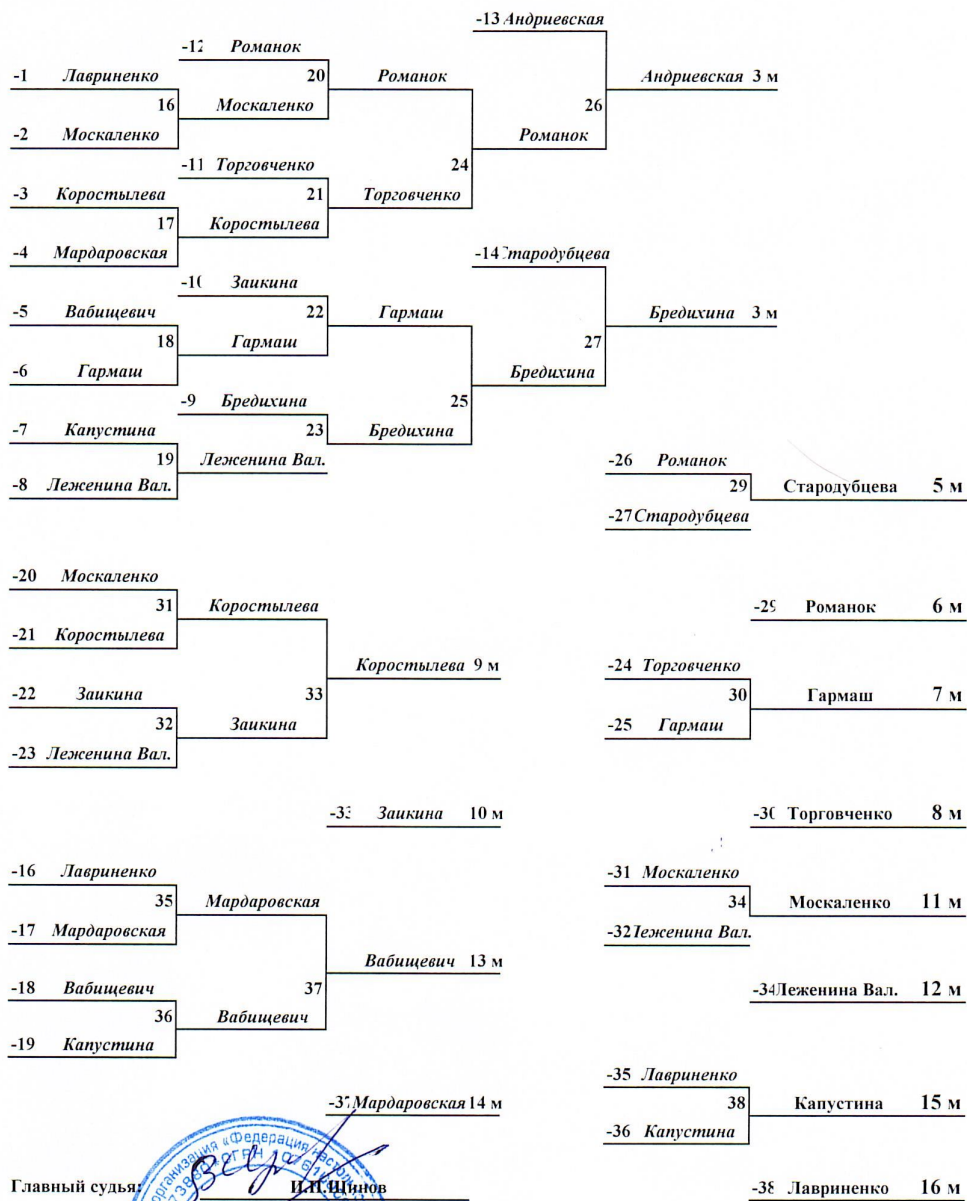 -13 Андриевская
-12 Романок
-1 Лавриненко
20
Романок
Андриевская 3 м
16
Москаленко
26
-2 Москаленко
Романок
-11 Торговченко
24
-3 Коростылева
21
Торговченко
17
Коростылева
-4 Мардаровская
-14 Стародубцева
-10 Заикина
-5 Вабищевич
22
Гармаш
Бредихина 3 м
18
Гармаш
27
-6 Гармаш
Бредихина
-9 Бредихина
25
-7 Капустина
23
Бредихина
19
Леженина Вал.
-26 Романок
-8 Леженина Вал.
29
Стародубцева 5 м
-27 Стародубцева
-20 Москаленко
31
Коростылева
-29 Романок 6 м
-21 Коростылева
Коростылева 9 м
-24 Торговченко
-22 Заикина
33
30
Гармаш 7 м
32
Заикина
-25 Гармаш
-23 Леженина Вал.
-33 Заикина 10 м
-30 Торговченко 8 м
-16 Лавриненко
-31 Москаленко
35
Мардаровская
34
Москаленко 11 м
-17 Мардаровская
-32 Леженина Вал.
Вабищевич 13 м
-18 Вабищевич
37
-34 Леженина Вал. 12 м
36
Вабищевич
-19 Капустина
-35 Лавриненко
-37 Мардаровская 14 м
38
Капустина 15 м
-36 Капустина
организация «Федерация
ОГРН
Главный судья: И.П.Щинов
-38 Лавриненко 16 м